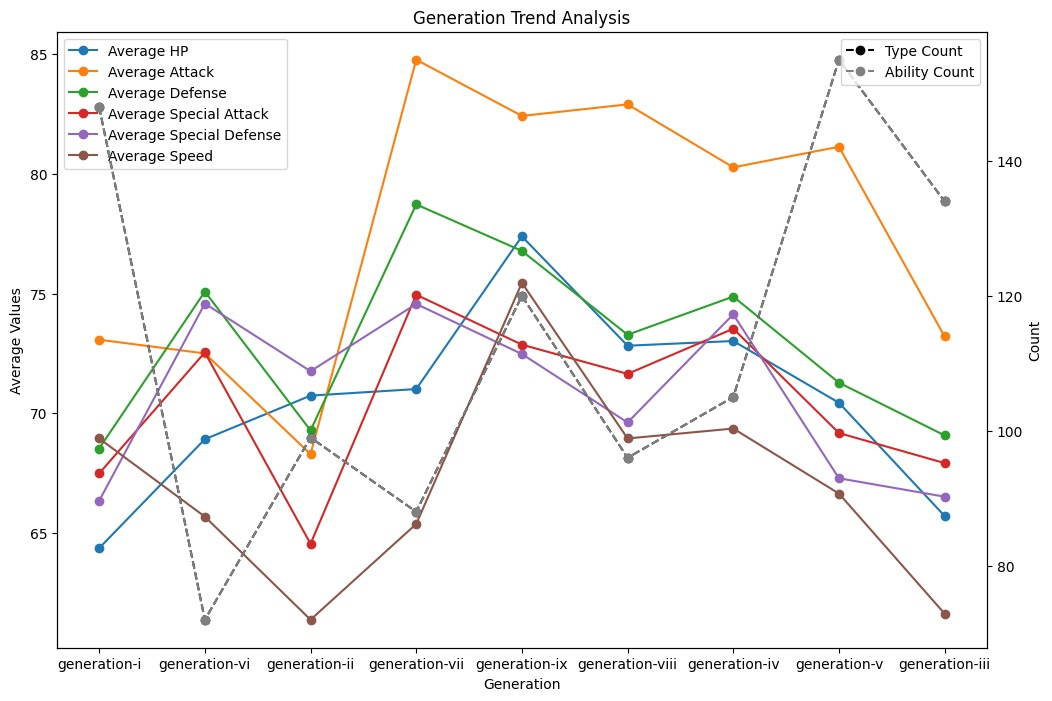 Generation Trend Analysis
Average HP
Average Attack
Average Defense
Average Special Attack
Average Special Defense
Average Speed
Type Count
Ability Count
85
80
75
70
65
Average Values
140
120
100
80
Count
generation-i generation-vi generation-ii generation-vii generation-ix generation-viii generation-iv generation-v generation-iii
Generation